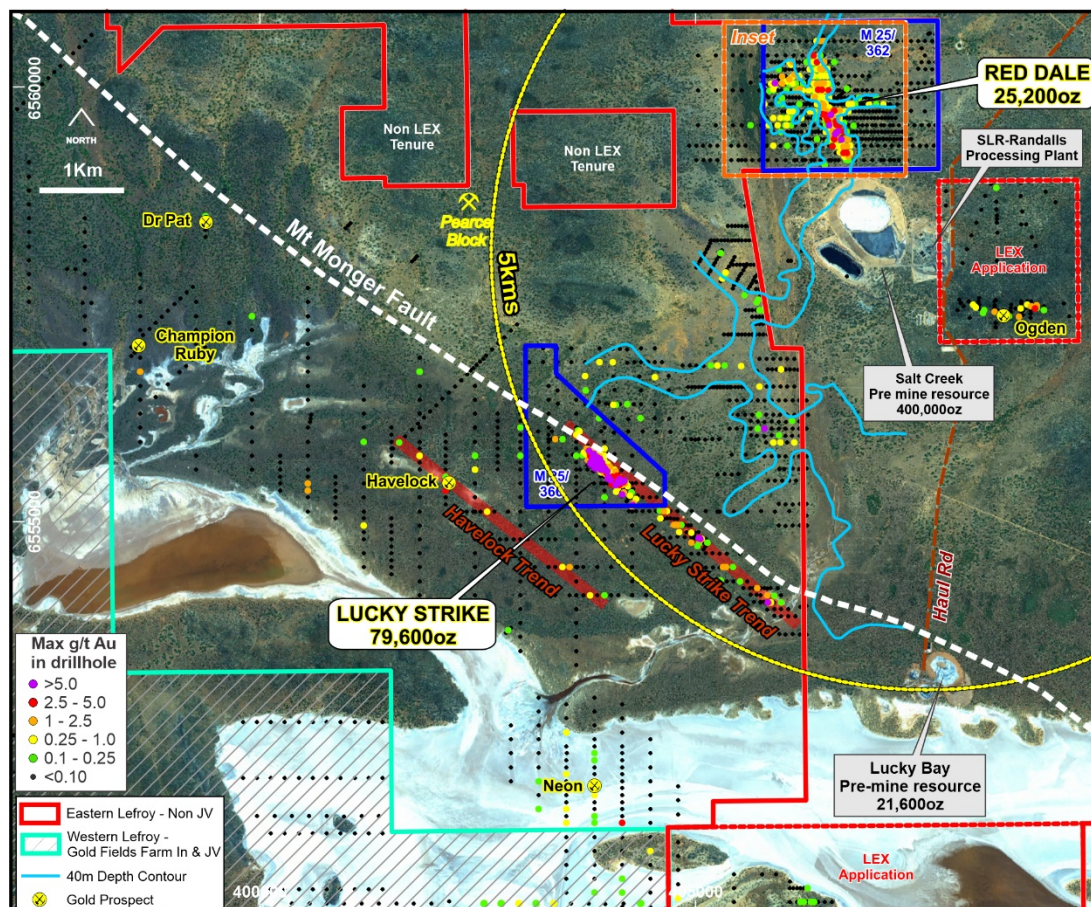 Inset
M 25/
362
RED DALE
25,200oz
6560000
NORTH
1Km
Non LEX
Tenure
Non LEX
Tenure
SLR-Randalls
Processing Plant
Dr Pat
Pearce
Block
5kms
Mt Monger Fault
LEX
Application
Ogden
Champion
Ruby
Salt Creek
Pre mine resource
400,000oz
Havelock
M 25/
366
6555000
Havelock Trend
Lucky Strike Trend
Haul Rd
LUCKY STRIKE
79,600oz
Max g/t Au
in drillhole
>5.0
2.5 - 5.0
1 - 2.5
0.25 - 1.0
0.1 - 0.25
<0.10
Neon
Lucky Bay
Pre-mine resource
21,600oz
Eastern Lefroy - Non JV
Western Lefroy -
Gold Fields Farm In & JV
40m Depth Contour
Gold Prospect
LEX
Application